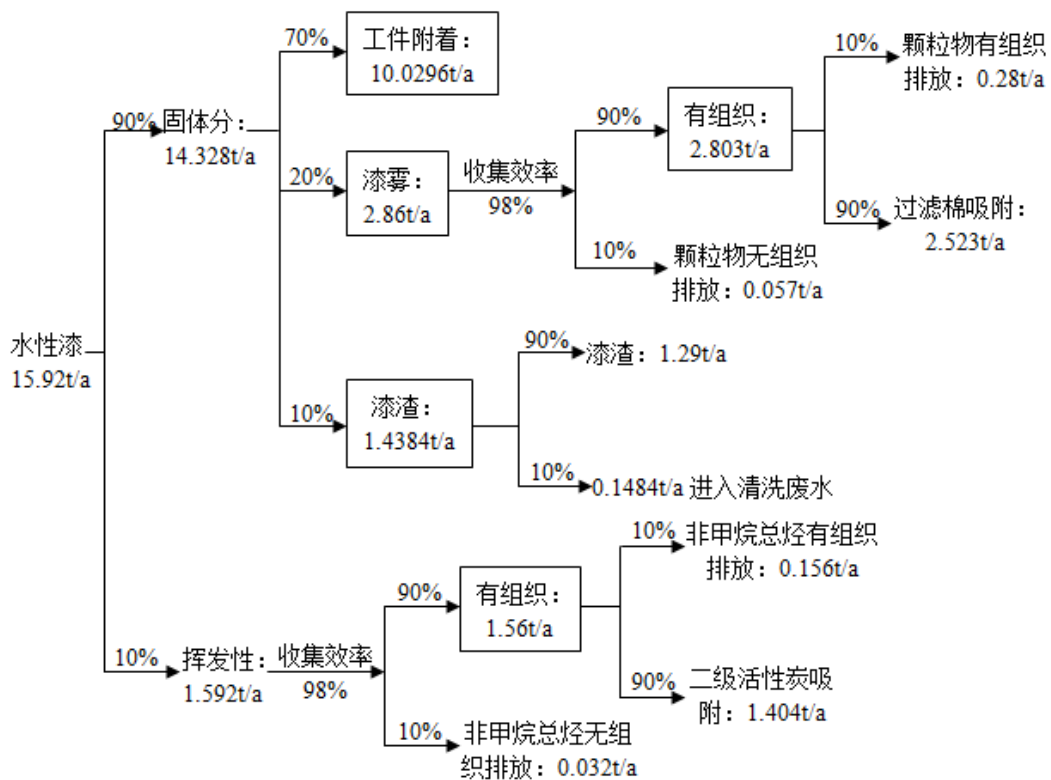 70%
工件附着：
10.0296t/a
10%
颗粒物有组织
排放：0.28t/a
90%
固体分：
14.328t/a
90%
有组织：
2.803t/a
20%
漆雾：
2.86t/a
收集效率
98%
90%
过滤棉吸附：
2.523t/a
10%
颗粒物无组织
排放：0.057t/a
水性漆
15.92t/a
90%
漆渣：1.29t/a
10%
漆渣：
1.4384t/a
10%
0.1484t/a 进入清洗废水
10%
非甲烷总烃有组织
排放：0.156t/a
90%
有组织：
1.56t/a
10%
挥发性：
1.592t/a
收集效率
98%
90%
二级活性炭吸
附：1.404t/a
10%
非甲烷总烃无组
织排放：0.032t/a